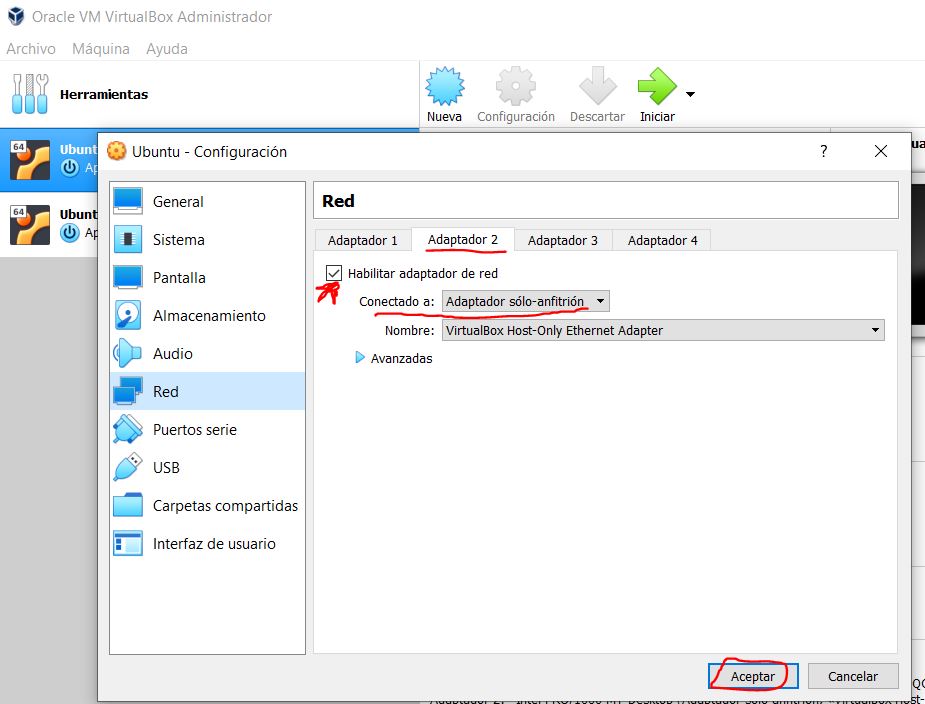 Oracle VM VirtualBox Administrador
Archivo Máquina Ayuda
Herramientas
Nueva Configuración Descartar Iniciar
64 Ubunt
Ap
64 Ubunt
Ap
Ubuntu - Configuración ?
General
Sistema
Pantalla
Almacenamiento
Audio
Red
Puertos serie
USB
Carpetas compartidas
Interfaz de usuario
Red
Adaptador 1 Adaptador 2 Adaptador 3 Adaptador 4
Habilitar adaptador de red
Conectado a: Adaptador sólo-anfitrión
Nombre: VirtualBox Host-Only Ethernet Adapter
Avanzadas
Aceptar Cancelar